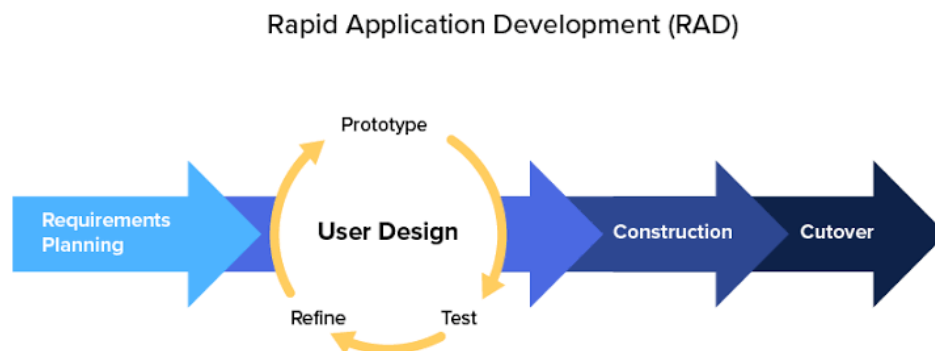 Rapid Application Development (RAD)
Prototype
Requirements
Planning
User Design
Construction
Cutover
Refine
Test